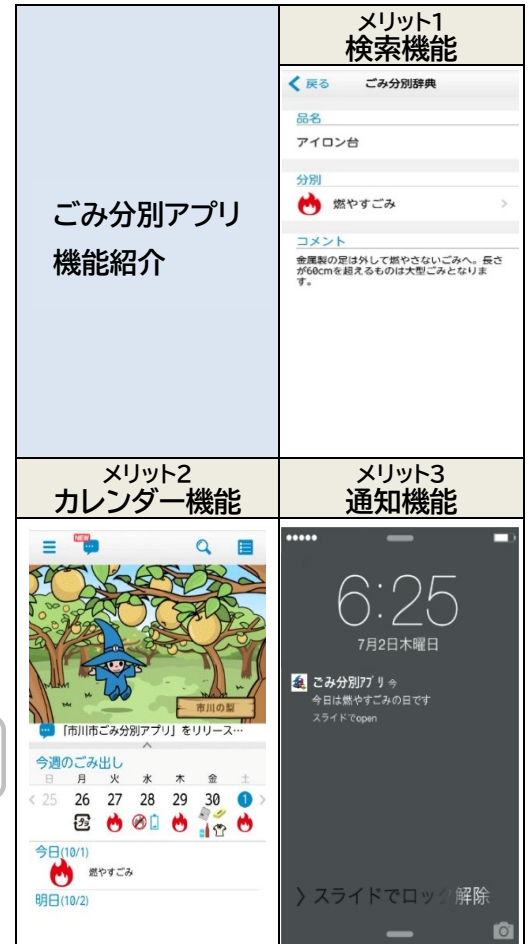 ごみ分別アプリ
機能紹介
メリット1
検索機能
戻る ごみ分別辞典
品名
アイロン台
分別
燃やすごみ
コメント
金属製の足は外して燃やさないごみへ。長さ
が60cmを超えるものは大型ごみとなりま
す。
メリット2
カレンダー機能
NEW
市川の梨
「市川市ごみ分別アプリ」をリリース…
今週のごみ出し
日 月 火 水 木 金 土
25 26 27 28 29 30 1
今日(10/1)
燃やすごみ
明日(10/2)
メリット3
通知機能
6:25
7月2日木曜日
ごみ分別アプリ 今
今日は燃やすごみの日です
スライドでopen
スライドでロック解除